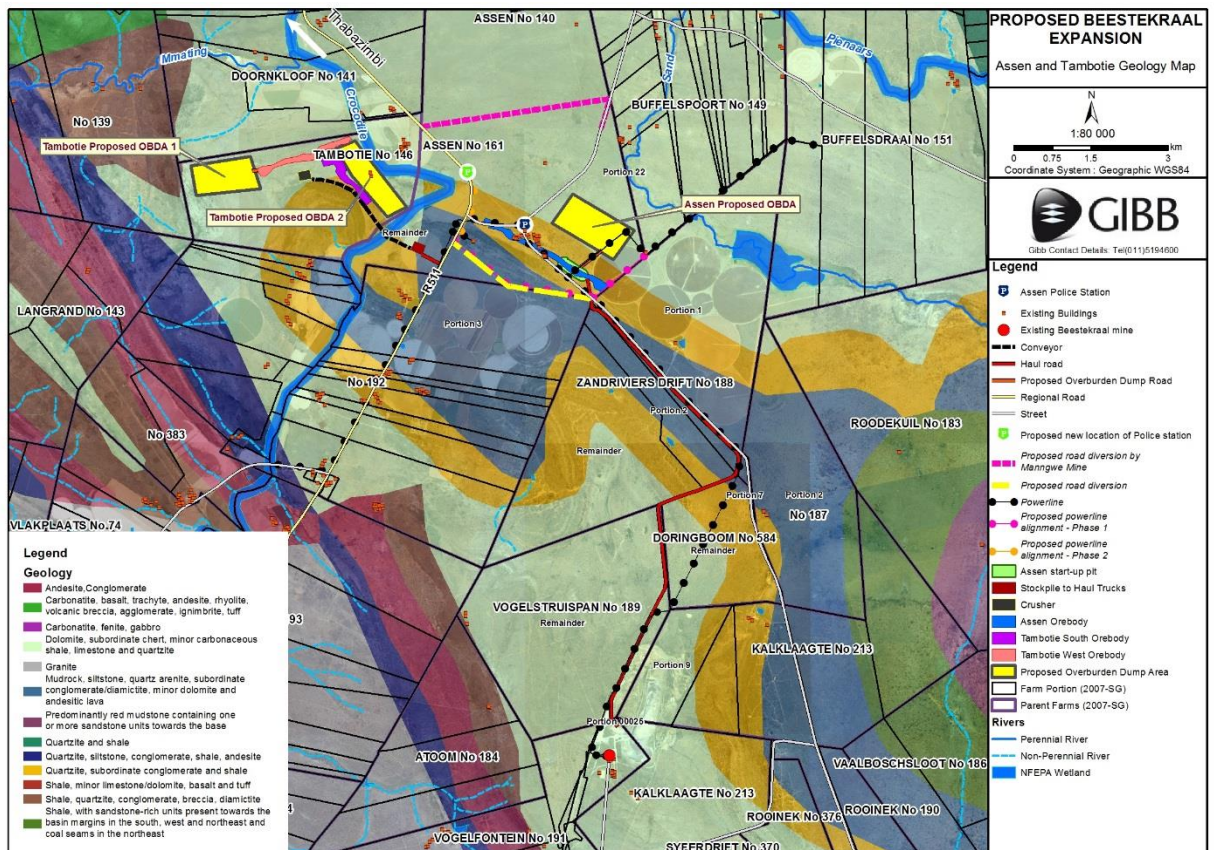 PROPOSED BEESTEKRAAL
EXPANSION
Assen and Tambotie Geology Map
N
1:80 000
km
0 0.75 1.5 3
Coordinate System : Geographic WGS84
GIBB
Gibb Contact Details: Tel(011)5194600
Legend
P Assen Police Station
Existing Buildings
Existing Beestekraal mine
Conveyor
Haul road
Proposed Overburden Dump Road
Regional Road
Street
P Proposed new location of Police station
Proposed road diversion by
Manngwe Mine
Proposed road diversion
Powerline
Proposed powerline
alignment - Phase 1
Proposed powerline
alignment - Phase 2
Assen start-up pit
Stockpile to Haul Trucks
Crusher
Assen Orebody
Tambotie South Orebody
Tambotie West Orebody
Proposed Overburden Dump Area
Farm Portion (2007-SG)
Parent Farms (2007-SG)
Rivers
Perennial River
Non-Perennial River
NFEPA Wetland
ASSEN No 140
Thabazimbi
Mmating
DOORNKLOOF No 141
Crocodile
Sand
Pienaars
BUFFELSPOORT No 149
No 139
BUFFELSDRAAI No 151
Tambotie Proposed OBDA 1
TAMBOTIE No 146
ASSEN No 161
P
Portion 22
Tambotie Proposed OBDA 2
Assen Proposed OBDA
P
Remainder
R511
LANGRAND No 143
Portion 3
Portion 1
No 192
ZANDRIVIERS DRIFT No 188
Portion 2
ROODEKUIL No 183
No 383
Remainder
Portion 7
Portion 2
No 187
VLAKPLAATS No 74
DORINGBOOM No 584
Remainder
VOGELSTRUISPAN No 189
Remainder
93
KALKLAAGTE No 213
Portion 9
Portion 00025
ATOOM No 184
VAALBOSCHSLOOT No 186
KALKLAAGTE No 213
ROOINEK No 190
ROOINEK No 376
VOGELFONTEIN No 191
SYFERDRIFT No 370
Legend
Geology
Andesite,Conglomerate
Carbonatite, basalt, trachyte, andesite, rhyolite,
volcanic breccia, agglomerate, ignimbrite, tuff
Carbonatite, fenite, gabbro
Dolomite, subordinate chert, minor carbonaceous
shale, limestone and quartzite
Granite
Mudrock, siltstone, quartz arenite, subordinate
conglomerate/diamictite, minor dolomite and
andesitic lava
Predominantly red mudstone containing one
or more sandstone units towards the base
Quartzite and shale
Quartzite, siltstone, conglomerate, shale, andesite
Quartzite, subordinate conglomerate and shale
Shale, minor limestone/dolomite, basalt and tuff
Shale, quartzite, conglomerate, breccia, diamictite
Shale, with sandstone-rich units present towards the
basin margins in the south, west and northeast and
coal seams in the northeast